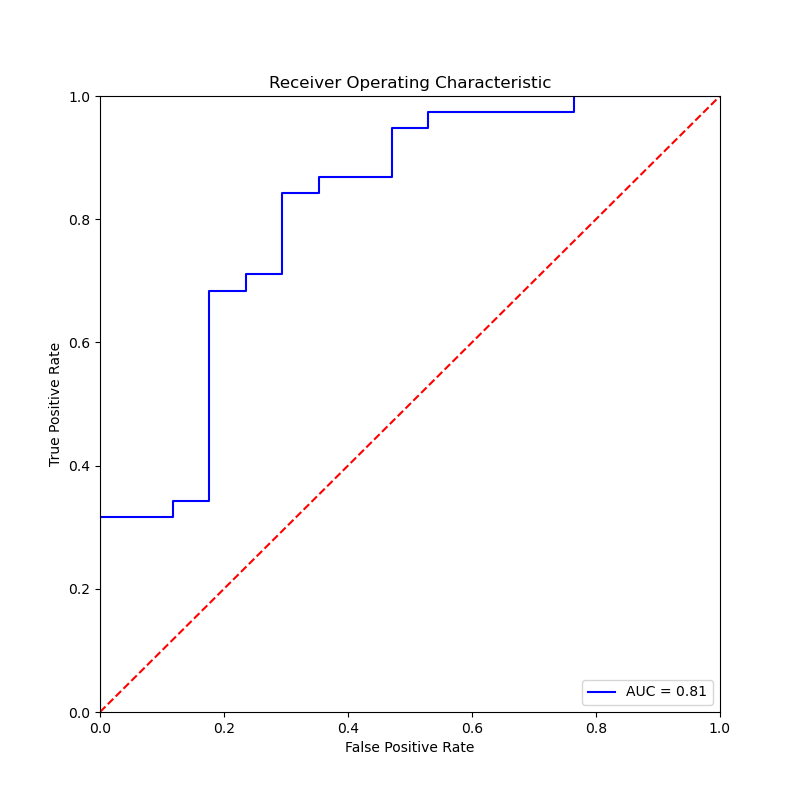 Receiver Operating Characteristic
True Positive Rate
1.0
0.8
0.6
0.4
0.2
0.0
AUC = 0.81
0.0 0.2 0.4 0.6 0.8 1.0
False Positive Rate